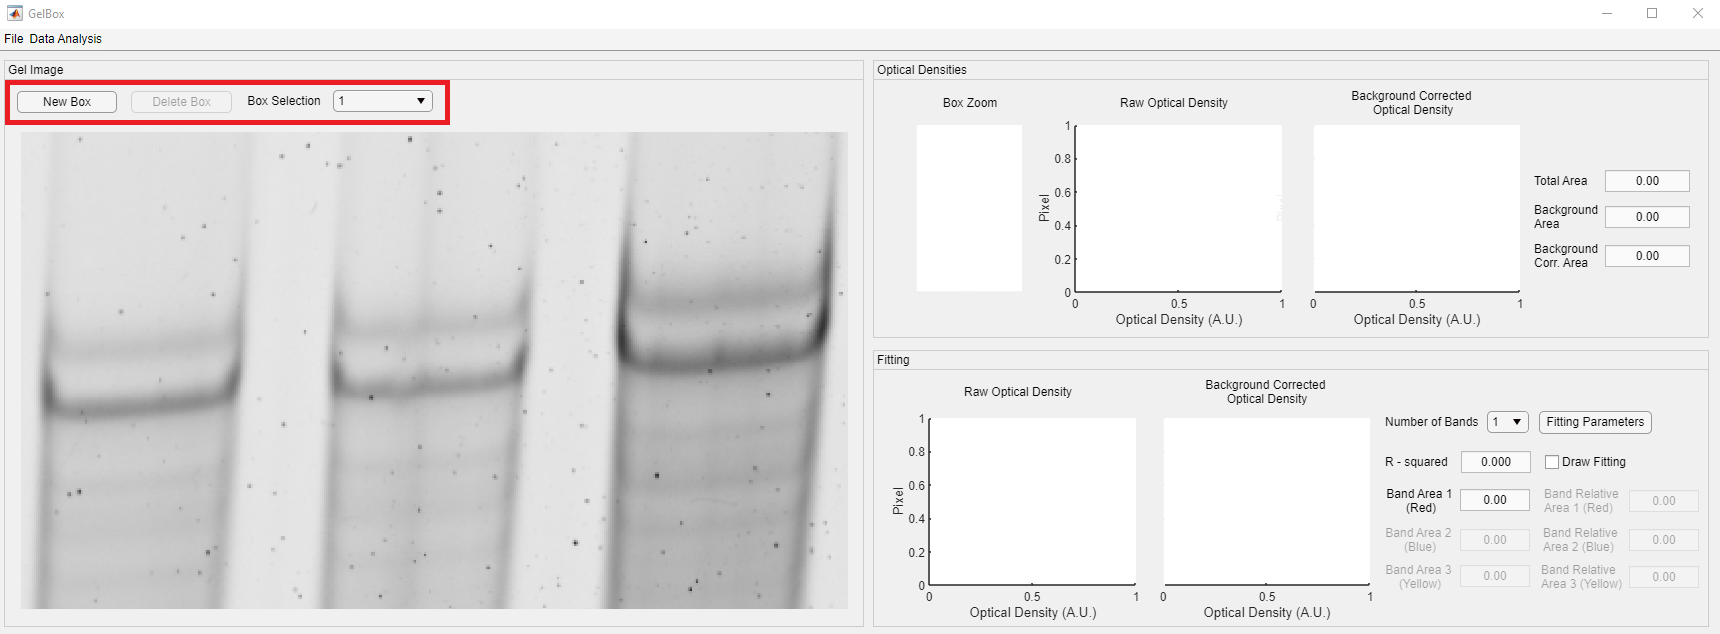 GelBox
File Data Analysis
Gel Image
New Box Delete Box Box Selection 1
Optical Densities
Box Zoom
Raw Optical Density
Background Corrected
Optical Density
Pixel
1
0.8
0.6
0.4
0.2
0
0 0.5 1
Optical Density (A.U.)
Pixel
0 0.5 1
Optical Density (A.U.)
Total Area 0.00
Background
Area 0.00
Background
Corr. Area 0.00
Fitting
Raw Optical Density
Background Corrected
Optical Density
Pixel
1
0.8
0.6
0.4
0.2
0
0 0.5 1
Optical Density (A.U.)
0 0.5 1
Optical Density (A.U.)
Number of Bands 1 Fitting Parameters
R - squared 0.000 Draw Fitting
Band Area 1
(Red) 0.00
Band Relative
Area 1 (Red) 0.00
Band Area 2
(Blue) 0.00
Band Relative
Area 2 (Blue) 0.00
Band Area 3
(Yellow) 0.00
Band Relative
Area 3 (Yellow) 0.00